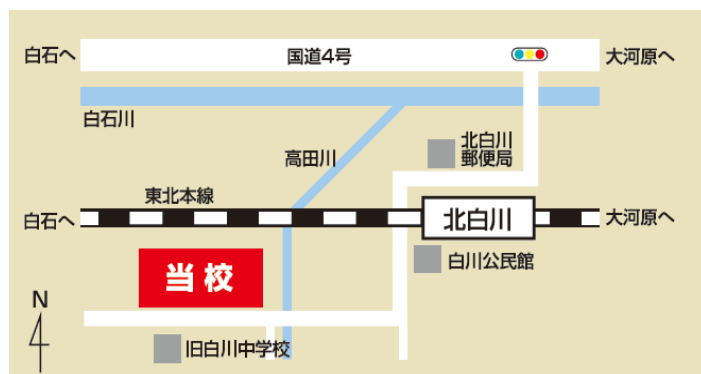 白石へ
国道4号
大河原へ
白石川
北白川
郵便局
高田川
東北本線
白石へ
北白川
大河原へ
白川公民館
当校
N
旧白川中学校